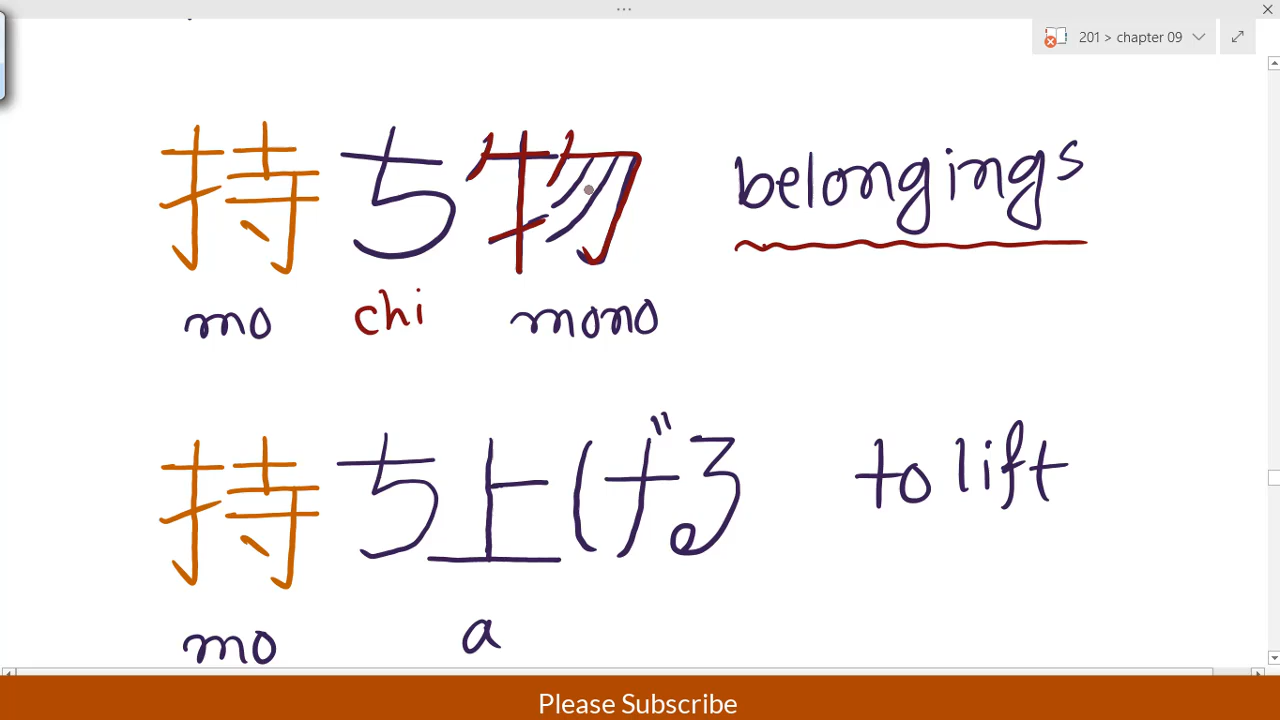 201 > chapter 09
持ち物 belongings
mo chi mono
持ち上げる to lift
mo a
Please Subscribe